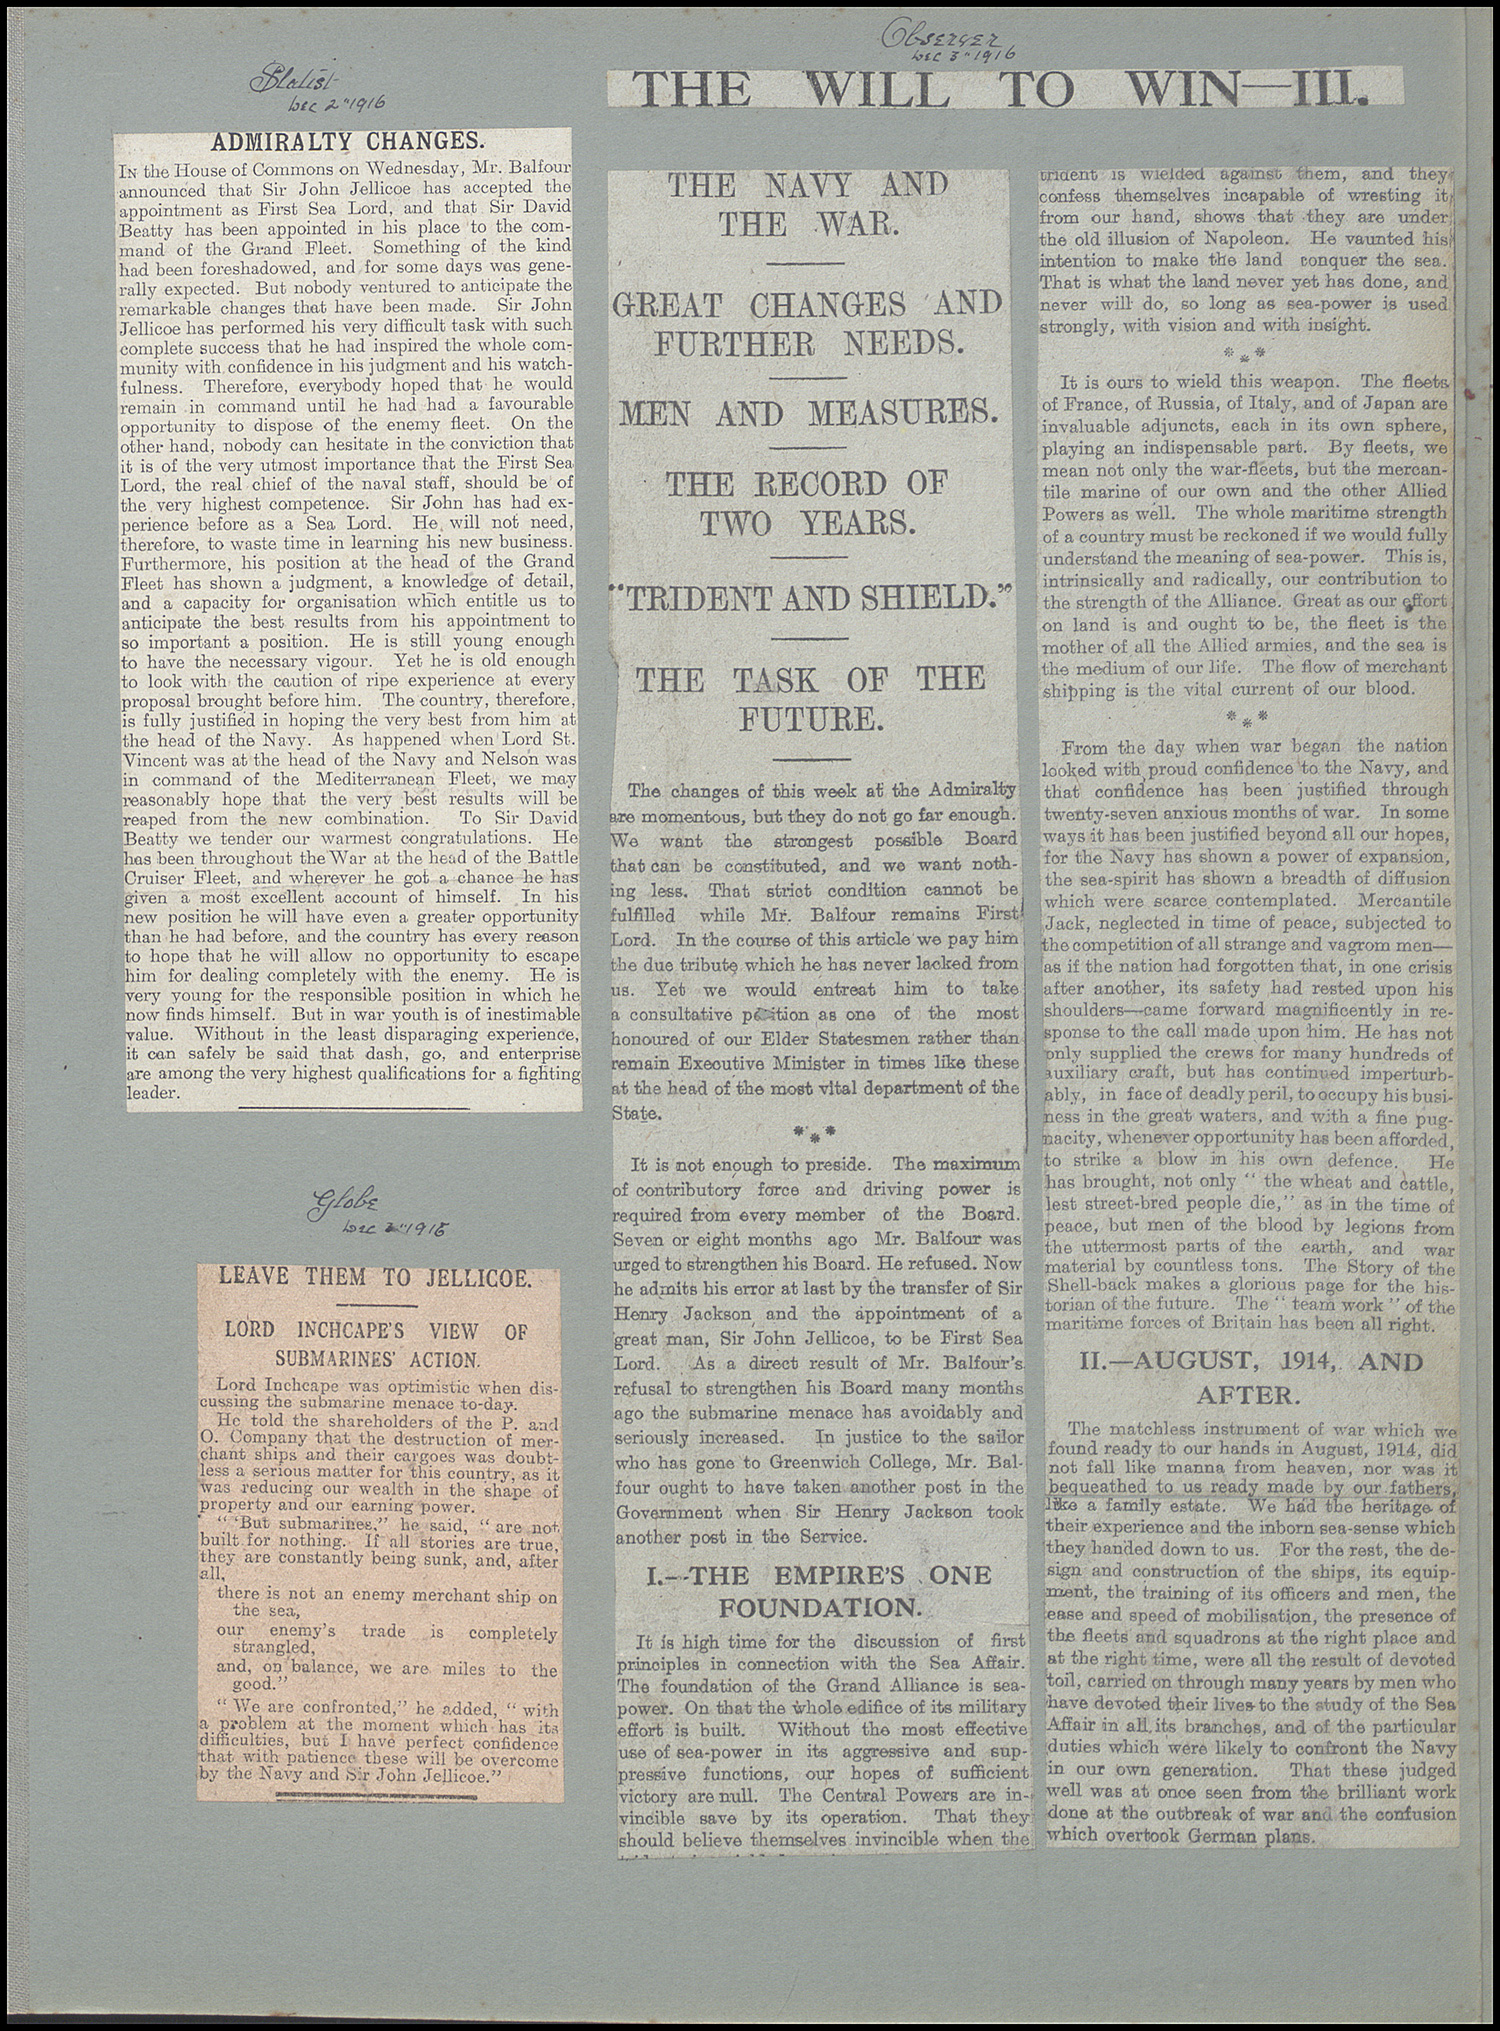 Statist
Dec 2" 1916
ADMIRALTY CHANGES.
IN the House of Commons on Wednesday, Mr. Balfour
announced that Sir John Jellicoe has accepted the
appointment as First Sea Lord, and that Sir David
Beatty has been appointed in his place to the com-
mand of the Grand Fleet. Something of the kind
had been foreshadowed, and for some days was gene-
rally expected. But nobody ventured to anticipate the
remarkable changes that have been made. Sir John
Jellicoe has performed his very difficult task with such
complete success that he had inspired the whole com-
munity with confidence in his judgment and his watch-
fulness. Therefore, everybody hoped that he would
remain in command until he had had a favourable
opportunity to dispose of the enemy fleet. On the
other hand, nobody can hesitate in the conviction that
it is of the very utmost importance that the First Sea
Lord, the real chief of the naval staff, should be of
the very highest competence. Sir John has had ex-
perience before as a Sea Lord. He will not need,
therefore, to waste time in learning his new business.
Furthermore, his position at the head of the Grand
Fleet has shown a judgment, a knowledge of detail,
and a capacity for organisation which entitle us to
anticipate the best results from his appointment to
so important a position. He is still young enough
to have the necessary vigour. Yet he is old enough
to look with the caution of ripe experience at every
proposal brought before him. The country, therefore,
is fully justified in hoping the very best from him at
the head of the Navy. As happened when Lord St.
Vincent was at the head of the Navy and Nelson was
in command of the Mediterranean Fleet, we may
reasonably hope that the very best results will be
reaped from the new combination. To Sir David
Beatty we tender our warmest congratulations. He
has been throughout the War at the head of the Battle
Cruiser Fleet, and wherever he got a chance he has
given a most excellent account of himself. In his
new position he will have even a greater opportunity
than he had before, and the country has every reason
to hope that he will allow no opportunity to escape
him for dealing completely with the enemy. He is
very young for the responsible position in which he
now finds himself. But in war youth is of inestimable
value. Without in the least disparaging experience,
it can safely be said that dash, go, and enterprise
are among the very highest qualifications for a fighting
leader.
Globe
Dec 1916
LEAVE THEM TO JELLICOE.
LORD INCHCAPE'S VIEW OF
SUBMARINES' ACTION.
Lord Inchcape was optimistic when dis-
cussing the submarine menace to-day.
He told the shareholders of the P. and
O. Company that the destruction of mer-
chant ships and their cargoes was doubt-
less a serious matter for this country, as it
was reducing our wealth in the shape of
property and our earning power.
" 'But submarines," he said, " are not
built for nothing. If all stories are true,
they are constantly being sunk, and, after
all,
there is not an enemy merchant ship on
the sea,
our enemy's trade is completely
strangled,
and, on balance, we are miles to the
good."
" We are confronted," he added, " with
a problem at the moment which has its
difficulties, but I have perfect confidence
that with patience these will be overcome
by the Navy and Sir John Jellicoe."
Observer
Dec 3" 1916
THE WILL TO WIN—III.
THE NAVY AND
THE WAR.
GREAT CHANGES AND
FURTHER NEEDS.
MEN AND MEASURES.
THE RECORD OF
TWO YEARS.
"TRIDENT AND SHIELD."
THE TASK OF THE
FUTURE.
The changes of this week at the Admiralty
are momentous, but they do not go far enough.
We want the strongest possible Board
that can be constituted, and we want noth-
ing less. That strict condition cannot be
fulfilled while Mr. Balfour remains First
Lord. In the course of this article we pay him
the due tribute which he has never lacked from
us. Yet we would entreat him to take
a consultative position as one of the most
honoured of our Elder Statesmen rather than
remain Executive Minister in times like these
at the head of the most vital department of the
State.
* * *
It is not enough to preside. The maximum
of contributory force and driving power is
required from every member of the Board.
Seven or eight months ago Mr. Balfour was
urged to strengthen his Board. He refused. Now
he admits his error at last by the transfer of Sir
Henry Jackson and the appointment of a
great man, Sir John Jellicoe, to be First Sea
Lord. As a direct result of Mr. Balfour's
refusal to strengthen his Board many months
ago the submarine menace has avoidably and
seriously increased. In justice to the sailor
who has gone to Greenwich College, Mr. Bal-
four ought to have taken another post in the
Government when Sir Henry Jackson took
another post in the Service.
I.—THE EMPIRE'S ONE
FOUNDATION.
It is high time for the discussion of first
principles in connection with the Sea Affair.
The foundation of the Grand Alliance is sea-
power. On that the whole edifice of its military
effort is built. Without the most effective
use of sea-power in its aggressive and sup-
pressive functions, our hopes of sufficient
victory are null. The Central Powers are in-
vincible save by its operation. That they
should believe themselves invincible when the
trident is wielded against them, and they
confess themselves incapable of wresting it
from our hand, shows that they are under
the old illusion of Napoleon. He vaunted his
intention to make the land conquer the sea.
That is what the land never yet has done, and
never will do, so long as sea-power is used
strongly, with vision and with insight.
* * *
It is ours to wield this weapon. The fleets
of France, of Russia, of Italy, and of Japan are
invaluable adjuncts, each in its own sphere,
playing an indispensable part. By fleets, we
mean not only the war-fleets, but the mercan-
tile marine of our own and the other Allied
Powers as well. The whole maritime strength
of a country must be reckoned if we would fully
understand the meaning of sea-power. This is,
intrinsically and radically, our contribution to
the strength of the Alliance. Great as our effort
on land is and ought to be, the fleet is the
mother of all the Allied armies, and the sea is
the medium of our life. The flow of merchant
shipping is the vital current of our blood.
* * *
From the day when war began the nation
looked with proud confidence to the Navy, and
that confidence has been justified through
twenty-seven anxious months of war. In some
ways it has been justified beyond all our hopes,
for the Navy has shown a power of expansion,
the sea-spirit has shown a breadth of diffusion
which were scarce contemplated. Mercantile
Jack, neglected in time of peace, subjected to
the competition of all strange and vagrom men—
as if the nation had forgotten that, in one crisis
after another, its safety had rested upon his
shoulders—came forward magnificently in re-
sponse to the call made upon him. He has not
only supplied the crews for many hundreds of
auxiliary craft, but has continued imperturb-
ably, in face of deadly peril, to occupy his busi-
ness in the great waters, and with a fine pug-
nacity, whenever opportunity has been afforded,
to strike a blow in his own defence. He
has brought, not only " the wheat and cattle,
lest street-bred people die," as in the time of
peace, but men of the blood by legions from
the uttermost parts of the earth, and war
material by countless tons. The Story of the
Shell-back makes a glorious page for the his-
torian of the future. The " team work " of the
maritime forces of Britain has been all right.
II.—AUGUST, 1914, AND
AFTER.
The matchless instrument of war which we
found ready to our hands in August, 1914, did
not fall like manna from heaven, nor was it
bequeathed to us ready made by our fathers,
like a family estate. We had the heritage of
their experience and the inborn sea-sense which
they handed down to us. For the rest, the de-
sign and construction of the ships, its equip-
ment, the training of its officers and men, the
ease and speed of mobilisation, the presence of
the fleets and squadrons at the right place and
at the right time, were all the result of devoted
toil, carried on through many years by men who
have devoted their lives to the study of the Sea
Affair in all its branches, and of the particular
duties which were likely to confront the Navy
in our own generation. That these judged
well was at once seen from the brilliant work
done at the outbreak of war and the confusion
which overtook German plans.